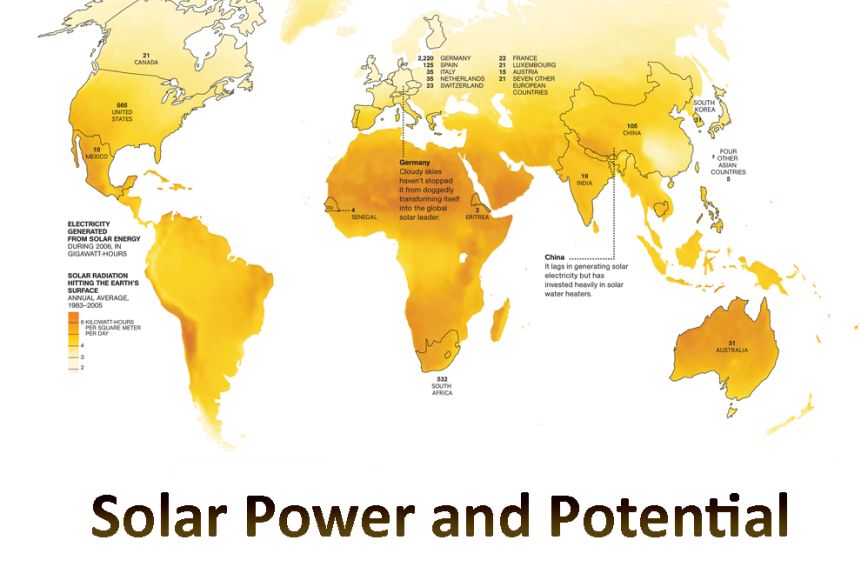 21
CANADA
565
UNITED
STATES
10
MEXICO
2,220 GERMANY
125 SPAIN
35 ITALY
35 NETHERLANDS
23 SWITZERLAND
22 FRANCE
21 LUXEMBOURG
15 AUSTRIA
21 SEVEN OTHER
EUROPEAN
COUNTRIES
SOUTH
KOREA
31
105
CHINA
FOUR
OTHER
ASIAN
COUNTRIES
5
19
INDIA
Germany
Cloudy skies
haven't stopped
it from doggedly
transforming itself
into the global
solar leader.
4
SENEGAL
2
ERITREA
ELECTRICITY
GENERATED
FROM SOLAR ENERGY
DURING 2006, IN
GIGAWATT-HOURS
China
It lags in generating solar
electricity but has
invested heavily in solar
water heaters.
SOLAR RADIATION
HITTING THE EARTH'S
SURFACE
ANNUAL AVERAGE,
1983–2005
6 KILOWATT-HOURS
PER SQUARE METER
PER DAY
4
3
2
31
AUSTRALIA
532
SOUTH
AFRICA
Solar Power and Potential